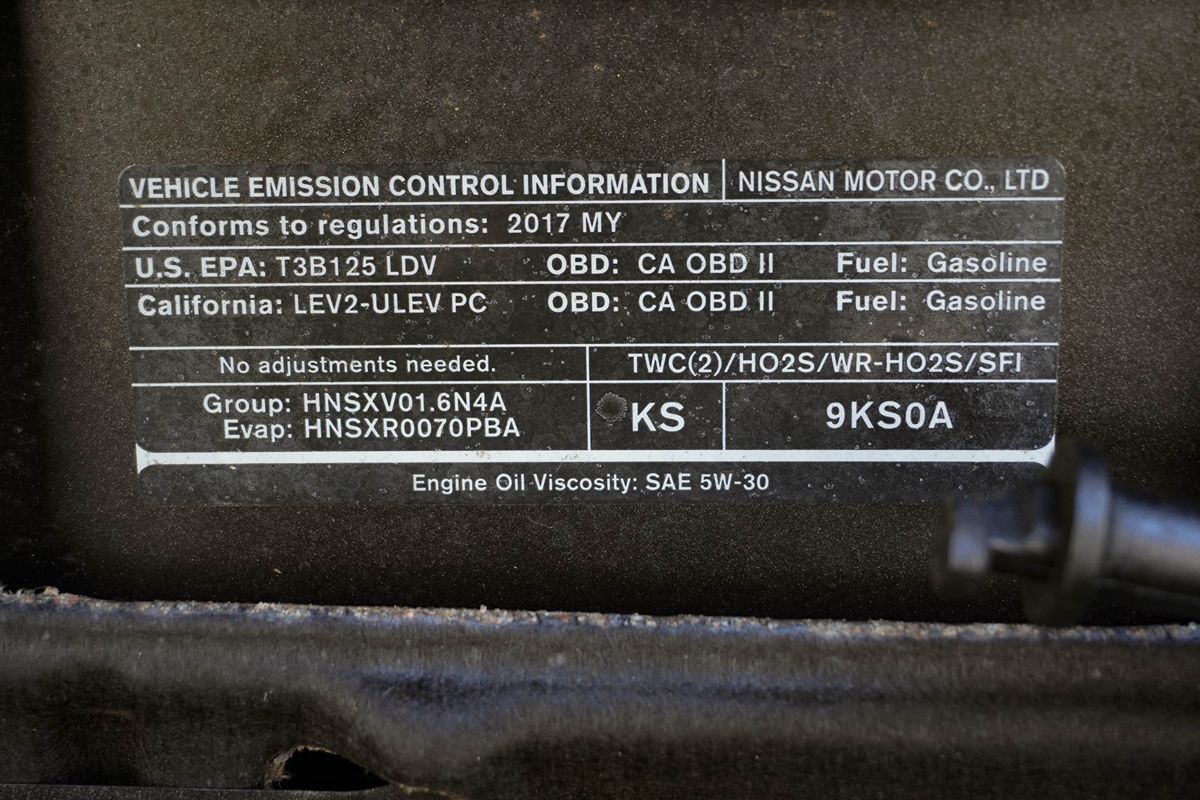 VEHICLE EMISSION CONTROL INFORMATION NISSAN MOTOR CO., LTD
Conforms to regulations: 2017 MY
U.S. EPA: T3B125 LDV OBD: CA OBD II Fuel: Gasoline
California: LEV2-ULEV PC OBD: CA OBD II Fuel: Gasoline
No adjustments needed. TWC(2)/HO2S/WR-HO2S/SFI
Group: HNSXV01.6N4A
Evap: HNSXR0070PBA
KS 9KS0A
Engine Oil Viscosity: SAE 5W-30